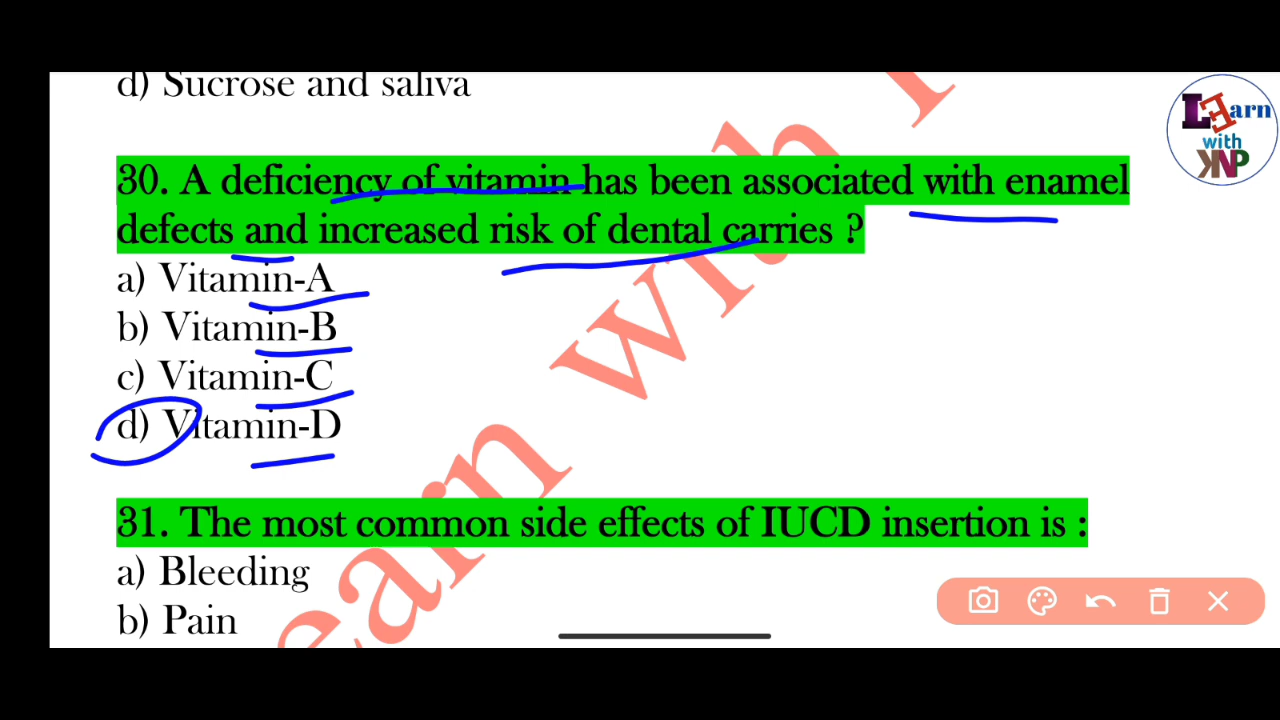 d) Sucrose and saliva
LEarn
with
KNP
30. A deficiency of vitamin has been associated with enamel
defects and increased risk of dental carries ?
a) Vitamin-A
b) Vitamin-B
c) Vitamin-C
d) Vitamin-D
31. The most common side effects of IUCD insertion is :
a) Bleeding
b) Pain
earn with